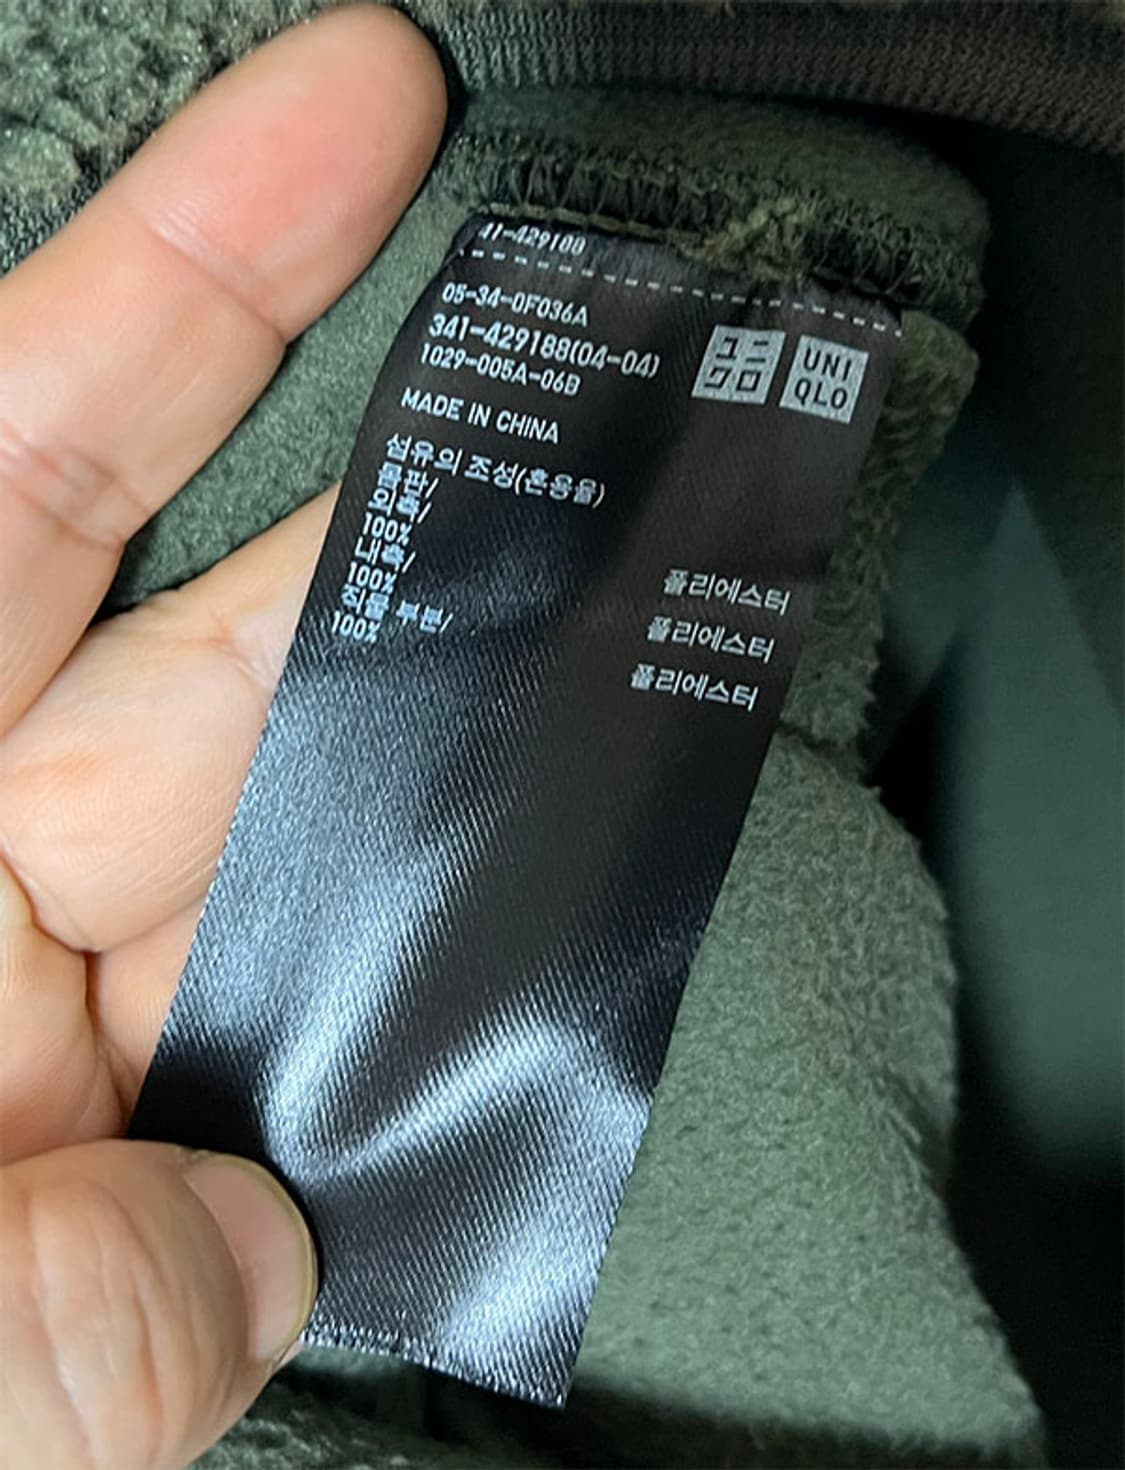 41-429188
05-34-0F036A
341-429188(04-04)
1029-005A-06B
ユニ
クロ
UNI
QLO
MADE IN CHINA
섬유의 조성(혼용율)
몸판/
외측/
100% 폴리에스터
내측/
100% 폴리에스터
직물 부분/
100% 폴리에스터